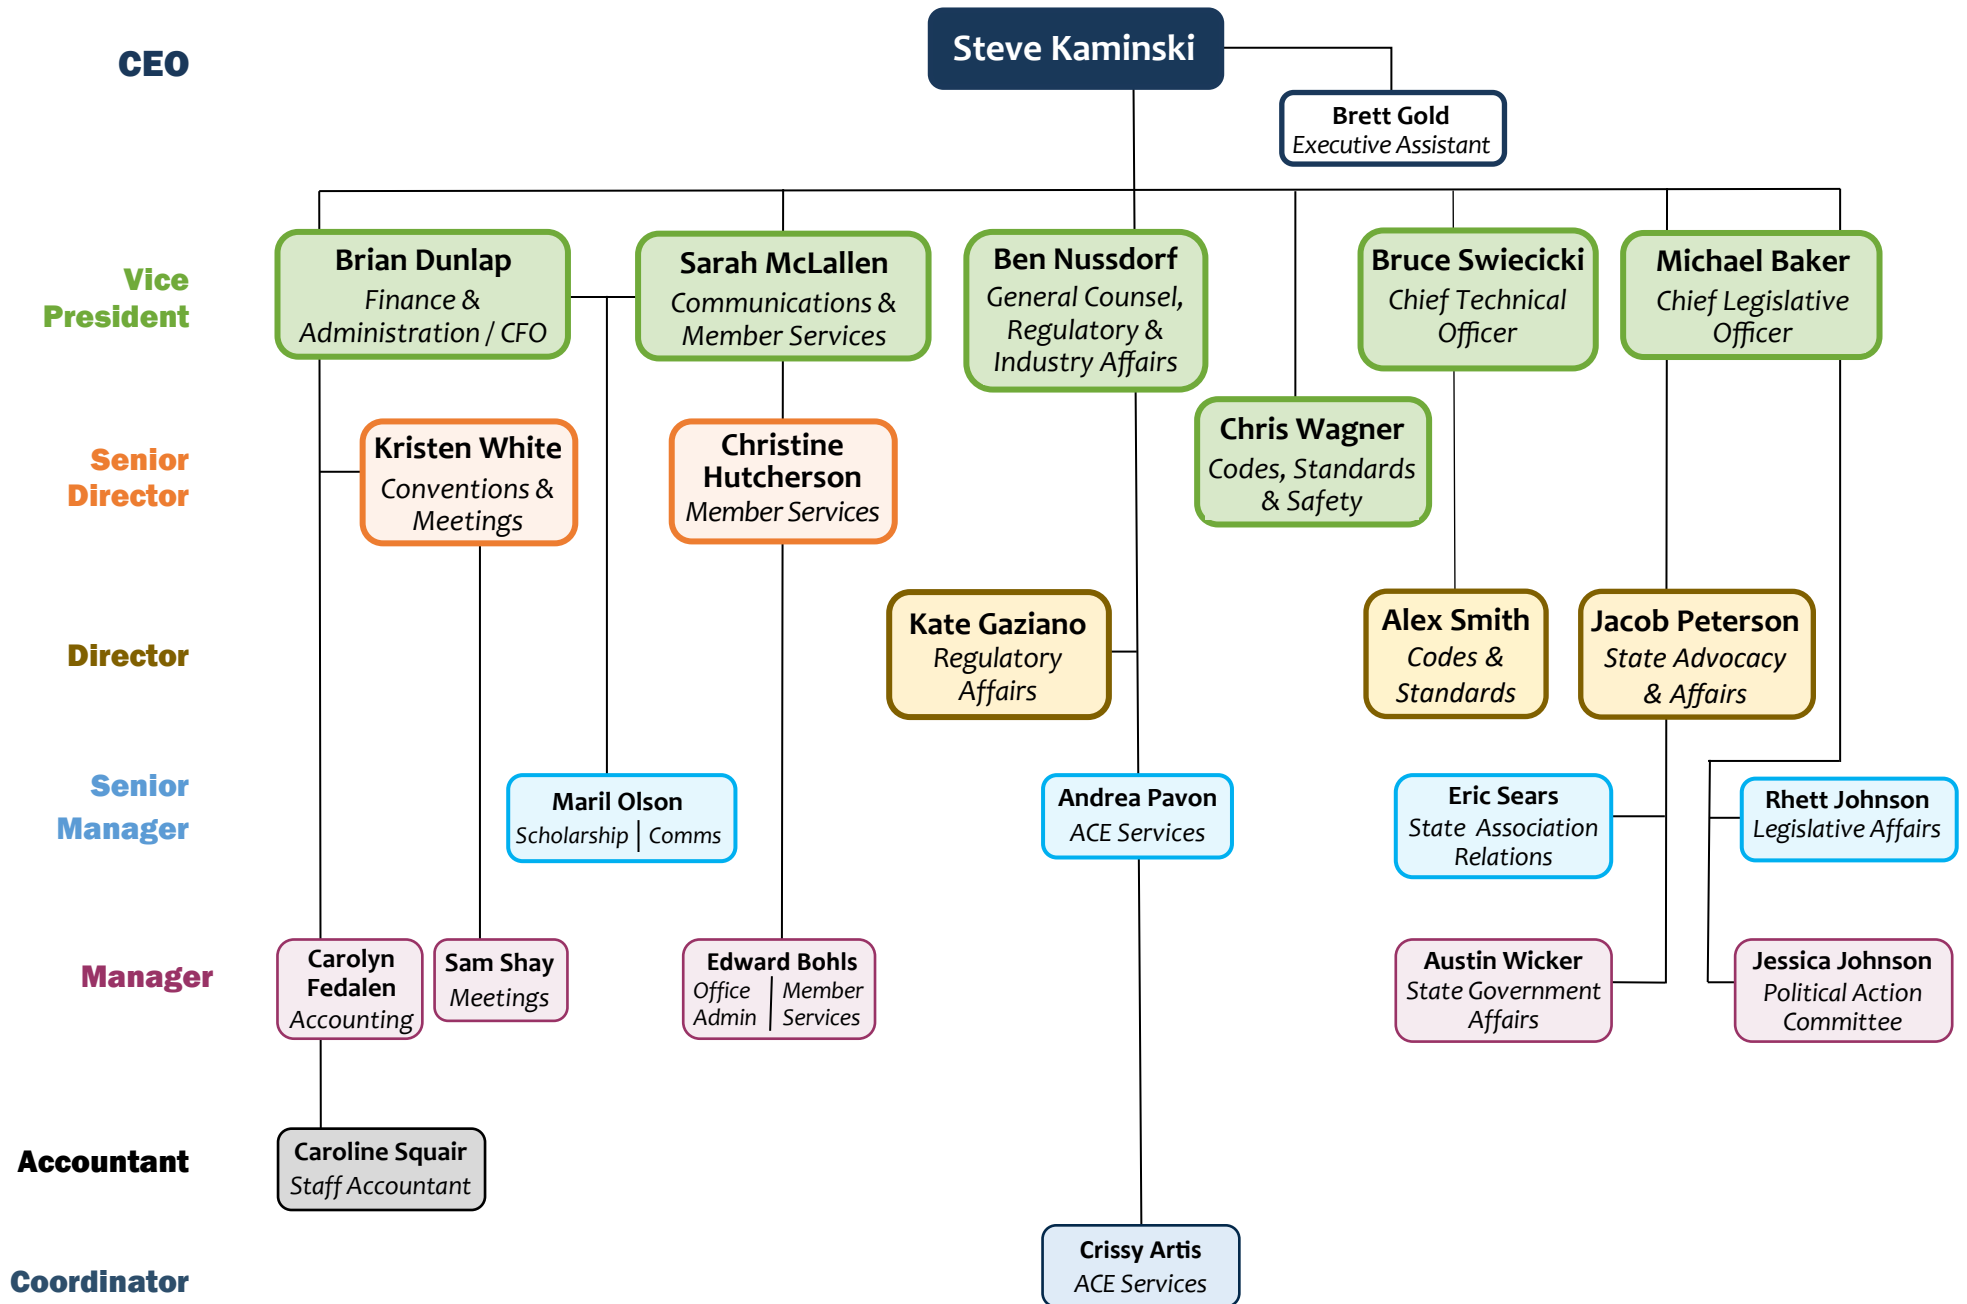 CEO
Steve Kaminski
Brett Gold
Executive Assistant
Vice
President
Brian Dunlap
Finance &
Administration / CFO
Sarah McLallen
Communications &
Member Services
Ben Nussdorf
General Counsel,
Regulatory &
Industry Affairs
Bruce Swiecicki
Chief Technical
Officer
Michael Baker
Chief Legislative
Officer
Chris Wagner
Codes, Standards
& Safety
Senior
Director
Kristen White
Conventions &
Meetings
Christine
Hutcherson
Member Services
Director
Kate Gaziano
Regulatory
Affairs
Alex Smith
Codes &
Standards
Jacob Peterson
State Advocacy
& Affairs
Senior
Manager
Maril Olson
Scholarship | Comms
Andrea Pavon
ACE Services
Eric Sears
State Association
Relations
Rhett Johnson
Legislative Affairs
Manager
Carolyn
Fedalen
Accounting
Sam Shay
Meetings
Edward Bohls
Office | Member
Admin | Services
Austin Wicker
State Government
Affairs
Jessica Johnson
Political Action
Committee
Accountant
Caroline Squair
Staff Accountant
Coordinator
Crissy Artis
ACE Services